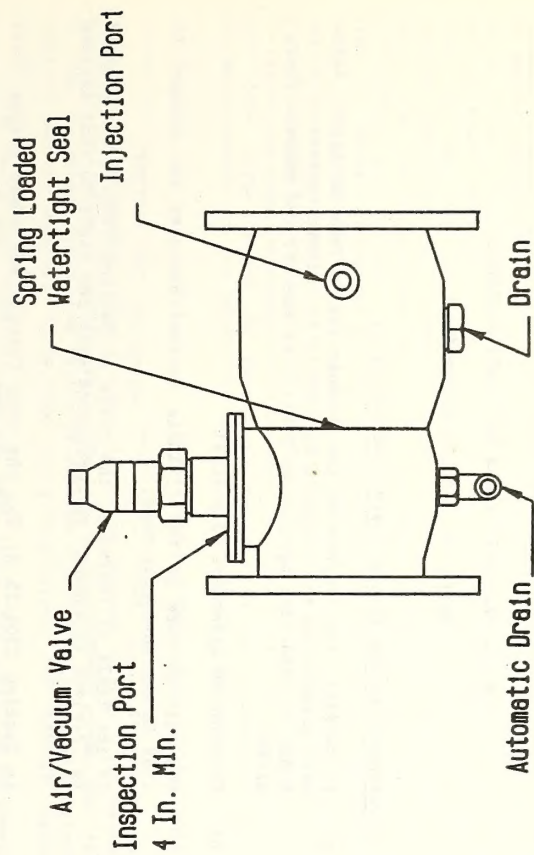 Air/Vacuum Valve
Inspection Port
4 In. Min.
Spring Loaded
Watertight Seal
Injection Port
Automatic Drain
Drain